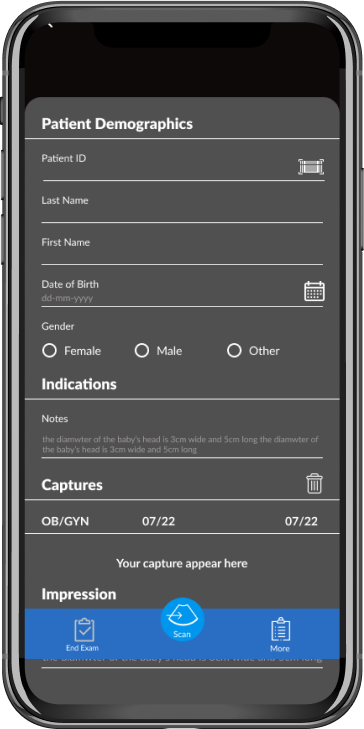 Patient Demographics
Patient ID
Last Name
First Name
Date of Birth
dd-mm-yyyy
Gender
Female Male Other
Indications
Notes
the diamwter of the baby's head is 3cm wide and 5cm long the diamwter of
the baby's head is 3cm wide and 5cm long
Captures
OB/GYN 07/22 07/22
Your capture appear here
Impression
Scan
End Exam More
the diamwter of the baby's head is 3cm wide and 5cm long